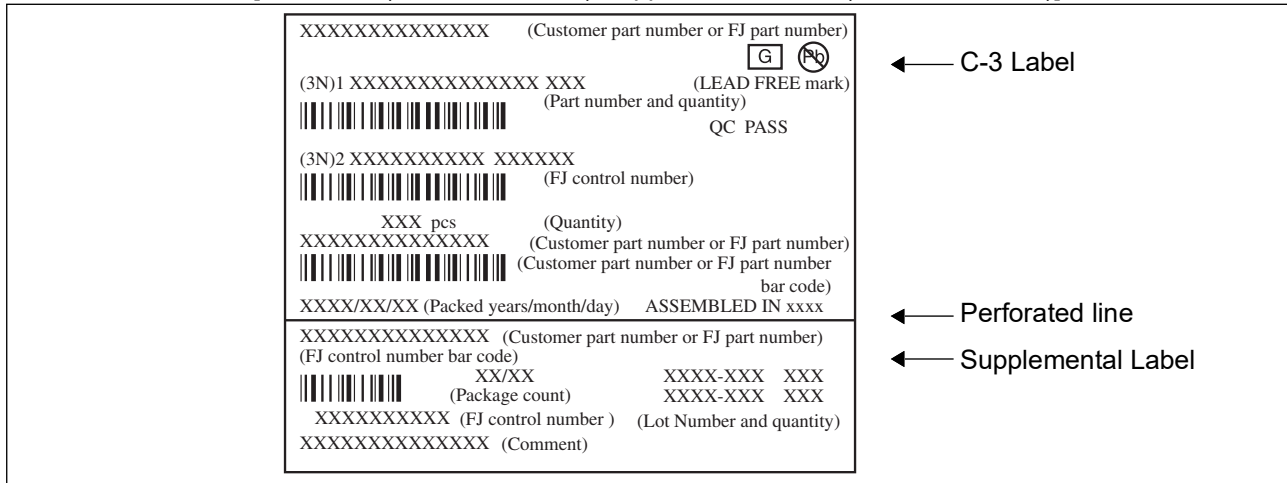 XXXXXXXXXXXXXX (Customer part number or FJ part number)
G Pb
C-3 Label
(3N)1 XXXXXXXXXXXXXX XXX (LEAD FREE mark)
(Part number and quantity)
QC PASS
(3N)2 XXXXXXXXXX XXXXXX
(FJ control number)
XXX pcs (Quantity)
XXXXXXXXXXXXXX (Customer part number or FJ part number)
(Customer part number or FJ part number
bar code)
XXXX/XX/XX (Packed years/month/day) ASSEMBLED IN xxxx
Perforated line
XXXXXXXXXXXXXX (Customer part number or FJ part number)
(FJ control number bar code)
Supplemental Label
XX/XX XXXX-XXX XXX
(Package count) XXXX-XXX XXX
XXXXXXXXXX (FJ control number ) (Lot Number and quantity)
XXXXXXXXXXXXXX (Comment)